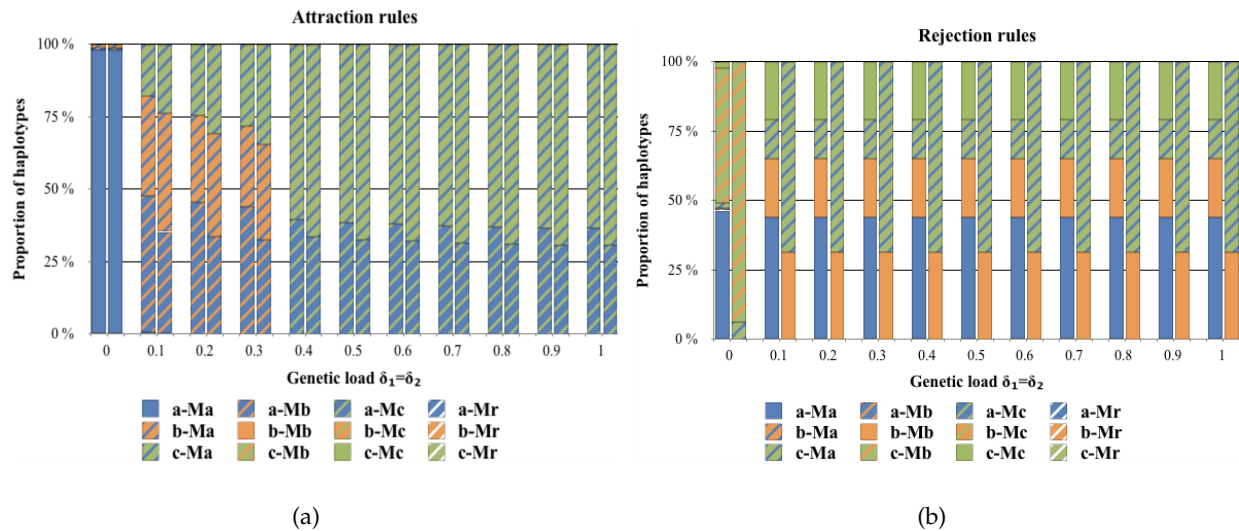 Attraction rules
Proportion of haplotypes
100 %
75 %
50 %
25 %
0 %
0 0.1 0.2 0.3 0.4 0.5 0.6 0.7 0.8 0.9 1
Genetic load δ₁=δ₂
a-Ma a-Mb a-Mc a-Mr
b-Ma b-Mb b-Mc b-Mr
c-Ma c-Mb c-Mc c-Mr
(a)
Rejection rules
Proportion of haplotypes
100 %
75 %
50 %
25 %
0 %
0 0.1 0.2 0.3 0.4 0.5 0.6 0.7 0.8 0.9 1
Genetic load δ₁=δ₂
a-Ma a-Mb a-Mc a-Mr
b-Ma b-Mb b-Mc b-Mr
c-Ma c-Mb c-Mc c-Mr
(b)